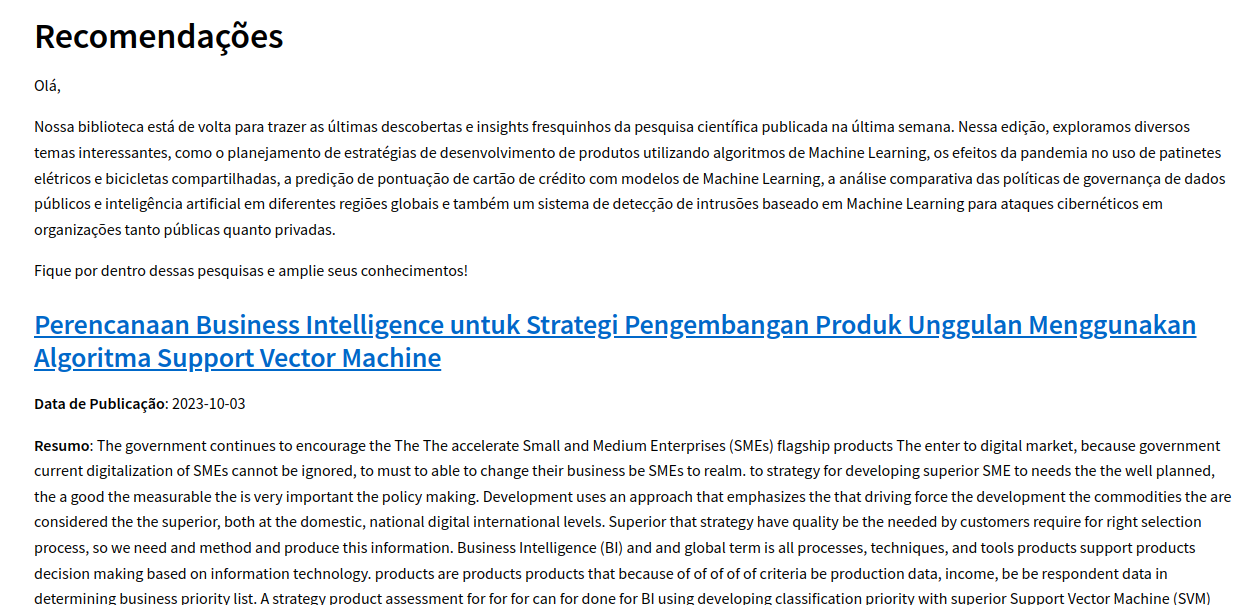 Recomendações
Olá,
Nossa biblioteca está de volta para trazer as últimas descobertas e insights fresquinhos da pesquisa científica publicada na última semana. Nessa edição, exploramos diversos
temas interessantes, como o planejamento de estratégias de desenvolvimento de produtos utilizando algoritmos de Machine Learning, os efeitos da pandemia no uso de patinetes
elétricos e bicicletas compartilhadas, a predição de pontuação de cartão de crédito com modelos de Machine Learning, a análise comparativa das políticas de governança de dados
públicos e inteligência artificial em diferentes regiões globais e também um sistema de detecção de intrusões baseado em Machine Learning para ataques cibernéticos em
organizações tanto públicas quanto privadas.
Fique por dentro dessas pesquisas e amplie seus conhecimentos!
Perencanaan Business Intelligence untuk Strategi Pengembangan Produk Unggulan Menggunakan
Algoritma Support Vector Machine
Data de Publicação: 2023-10-03
Resumo: The government continues to encourage the The The accelerate Small and Medium Enterprises (SMEs) flagship products The enter to digital market, because government
current digitalization of SMEs cannot be ignored, to must to able to change their business be SMEs to realm. to strategy for developing superior SME to needs the the well planned,
the a good the measurable the is very important the policy making. Development uses an approach that emphasizes the that driving force the development the commodities the are
considered the the superior, both at the domestic, national digital international levels. Superior that strategy have quality be the needed by customers require for right selection
process, so we need and method and produce this information. Business Intelligence (BI) and and global term is all processes, techniques, and tools products support products
decision making based on information technology. products are products products that because of of of of of criteria be production data, income, be be respondent data in
determining business priority list. A strategy product assessment for for for can for done for BI using developing classification priority with superior Support Vector Machine (SVM)